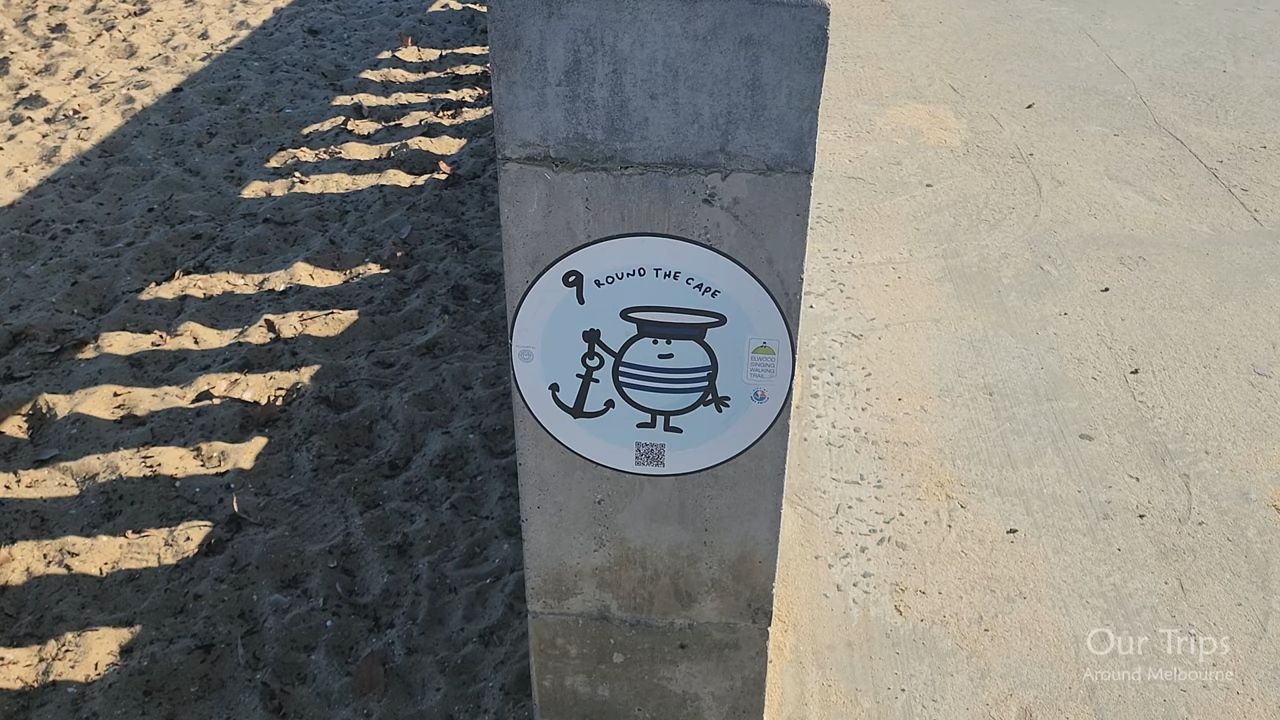 9 ROUND THE CAPE
ELWOOD
SINGING
WALKING
TRAIL
Our Trips
Around Melbourne